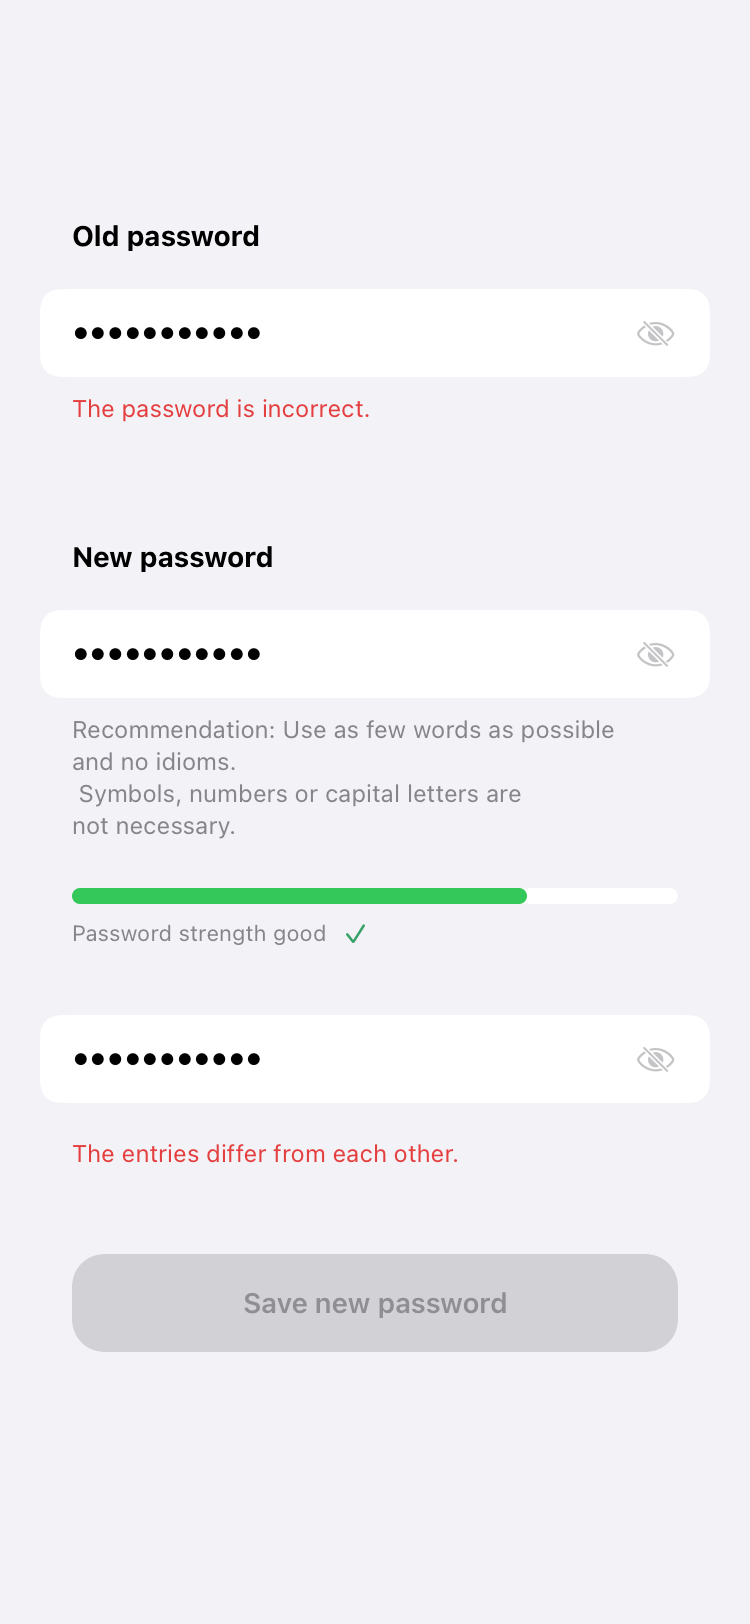 Old password
•••••••••••
The password is incorrect.
New password
•••••••••••
Recommendation: Use as few words as possible
and no idioms.
Symbols, numbers or capital letters are
not necessary.
Password strength good ✓
•••••••••••
The entries differ from each other.
Save new password